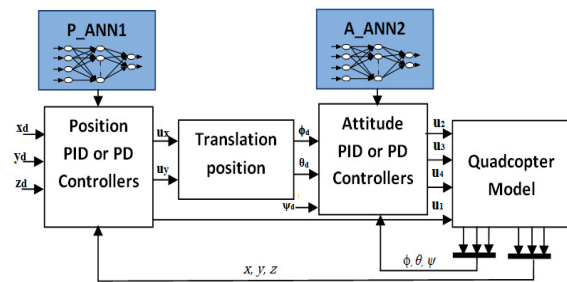 P_ANN1
A_ANN2
xd
yd
zd
Position
PID or PD
Controllers
ux
uy
Translation
position
ϕd
θd
ψd
Attitude
PID or PD
Controllers
u2
u3
u4
u1
Quadcopter
Model
ϕ, θ, ψ
x, y, z